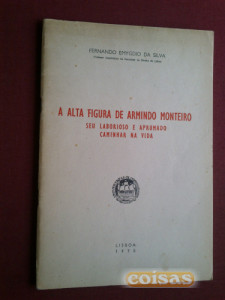 FERNANDO EMYGDIO DA SILVA
A ALTA FIGURA DE ARMINDO MONTEIRO
SEU LABORIOSO E APRUMADO
CAMINHAR NA VIDA
LISBOA
coisas